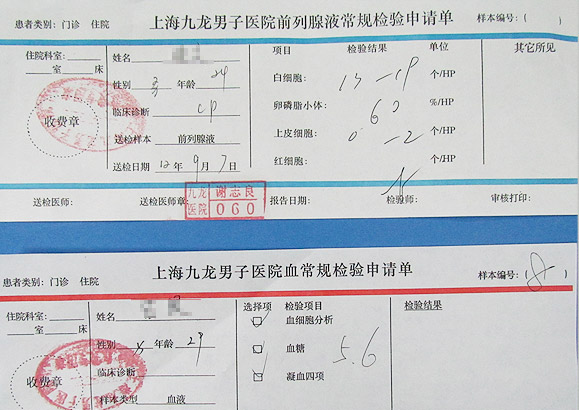 患者类别: 门诊 住院 上海九龙男子医院前列腺液常规检验申请单 样本编号:( )
住院科室: 姓名 项目 检验结果 单位 其它所见
室 床 性别 男 年龄 24 白细胞: 13-19 个/HP
临床诊断 CP 卵磷脂小体: 60 %/HP
收费章 送检样本 前列腺液 上皮细胞: 0-2 个/HP
送检日期 12年9月7日 红细胞: 个/HP
送检医师: 送检医师章: 九龙医院 谢志良 060 报告日期: 检验师: 审核打印:
患者类别: 门诊 住院 上海九龙男子医院血常规检验申请单 样本编号:( )
住院科室: 姓名 选择项 检验项目 检验结果
室 床 性别 年龄 29 血细胞分析
临床诊断 血糖 5.6
收费章 凝血四项
样本类型 血液